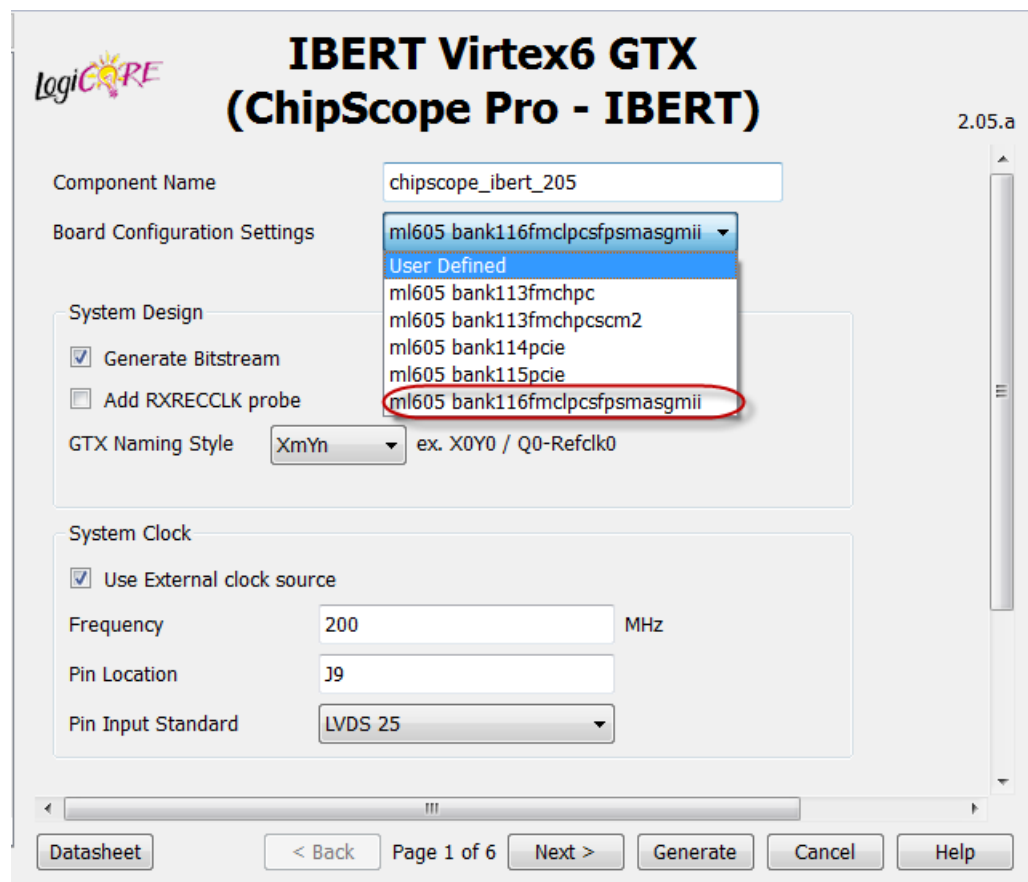 LogiCORE
IBERT Virtex6 GTX
(ChipScope Pro - IBERT)
2.05.a
Component Name
chipscope_ibert_205
Board Configuration Settings
ml605 bank116fmclpcsfpsmasgmii
User Defined
ml605 bank113fmchpc
ml605 bank113fmchpcscm2
ml605 bank114pcie
ml605 bank115pcie
ml605 bank116fmclpcsfpsmasgmii
System Design
Generate Bitstream
Add RXRECCLK probe
GTX Naming Style XmYn ex. X0Y0 / Q0-Refclk0
System Clock
Use External clock source
Frequency 200 MHz
Pin Location J9
Pin Input Standard LVDS 25
Datasheet < Back Page 1 of 6 Next > Generate Cancel Help